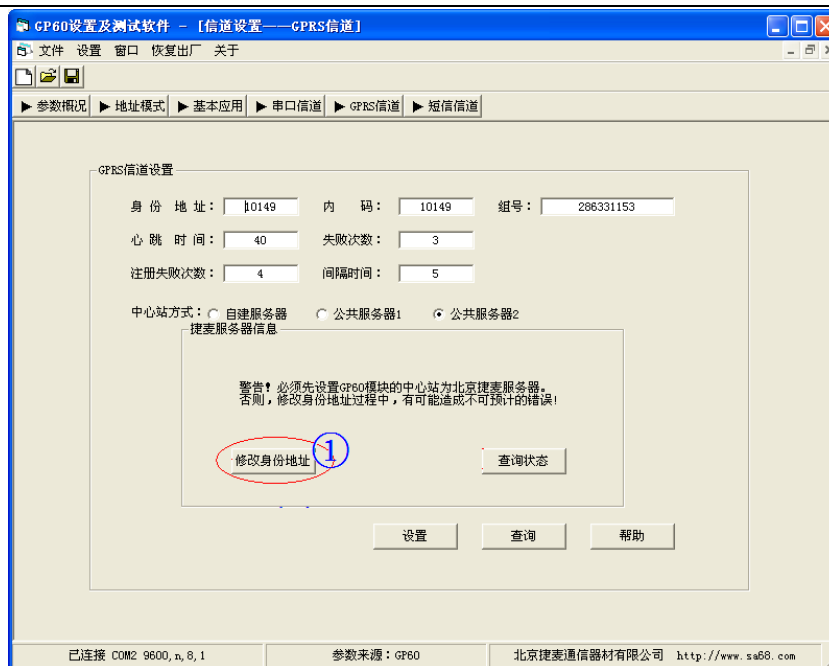 GP60设置及测试软件 - [信道设置——GPRS信道]
文件 设置 窗口 恢复出厂 关于
▶ 参数概况 ▶ 地址模式 ▶ 基本应用 ▶ 串口信道 ▶ GPRS信道 ▶ 短信信道
GPRS信道设置
身 份 地 址： 10149 内 码： 10149 组号： 286331153
心 跳 时 间： 40 失败次数： 3
注册失败次数： 4 间隔时间： 5
中心站方式： 自建服务器 公共服务器1 公共服务器2
捷麦服务器信息
警告！必须先设置GP60模块的中心站为北京捷麦服务器。
否则，修改身份地址过程中，有可能造成不可预计的错误!
修改身份地址 ① 查询状态
设置 查询 帮助
已连接 COM2 9600,n,8,1 参数来源：GP60 北京捷麦通信器材有限公司 http://www.sa68.com